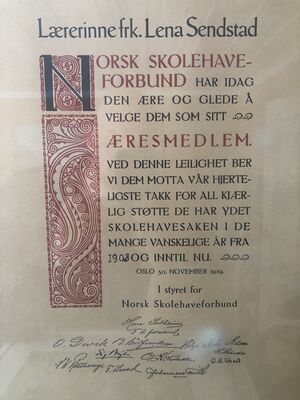 Lærerinne frk. Lena Sendstad
NORSK SKOLEHAVE-
FORBUND HAR IDAG
DEN ÆRE OG GLEDE Å
VELGE DEM SOM SITT
ÆRESMEDLEM.
VED DENNE LEILIGHET BER
VI DEM MOTTA VÅR HJERTE-
LIGSTE TAKK FOR ALL KJÆR-
LIG STØTTE DE HAR YDET
SKOLEHAVESAKEN I DE
MANGE VANSKELIGE ÅR FRA
1908 OG INNTIL NU.
OSLO 30. NOVEMBER 1929.
I styret for
Norsk Skolehaveforbund